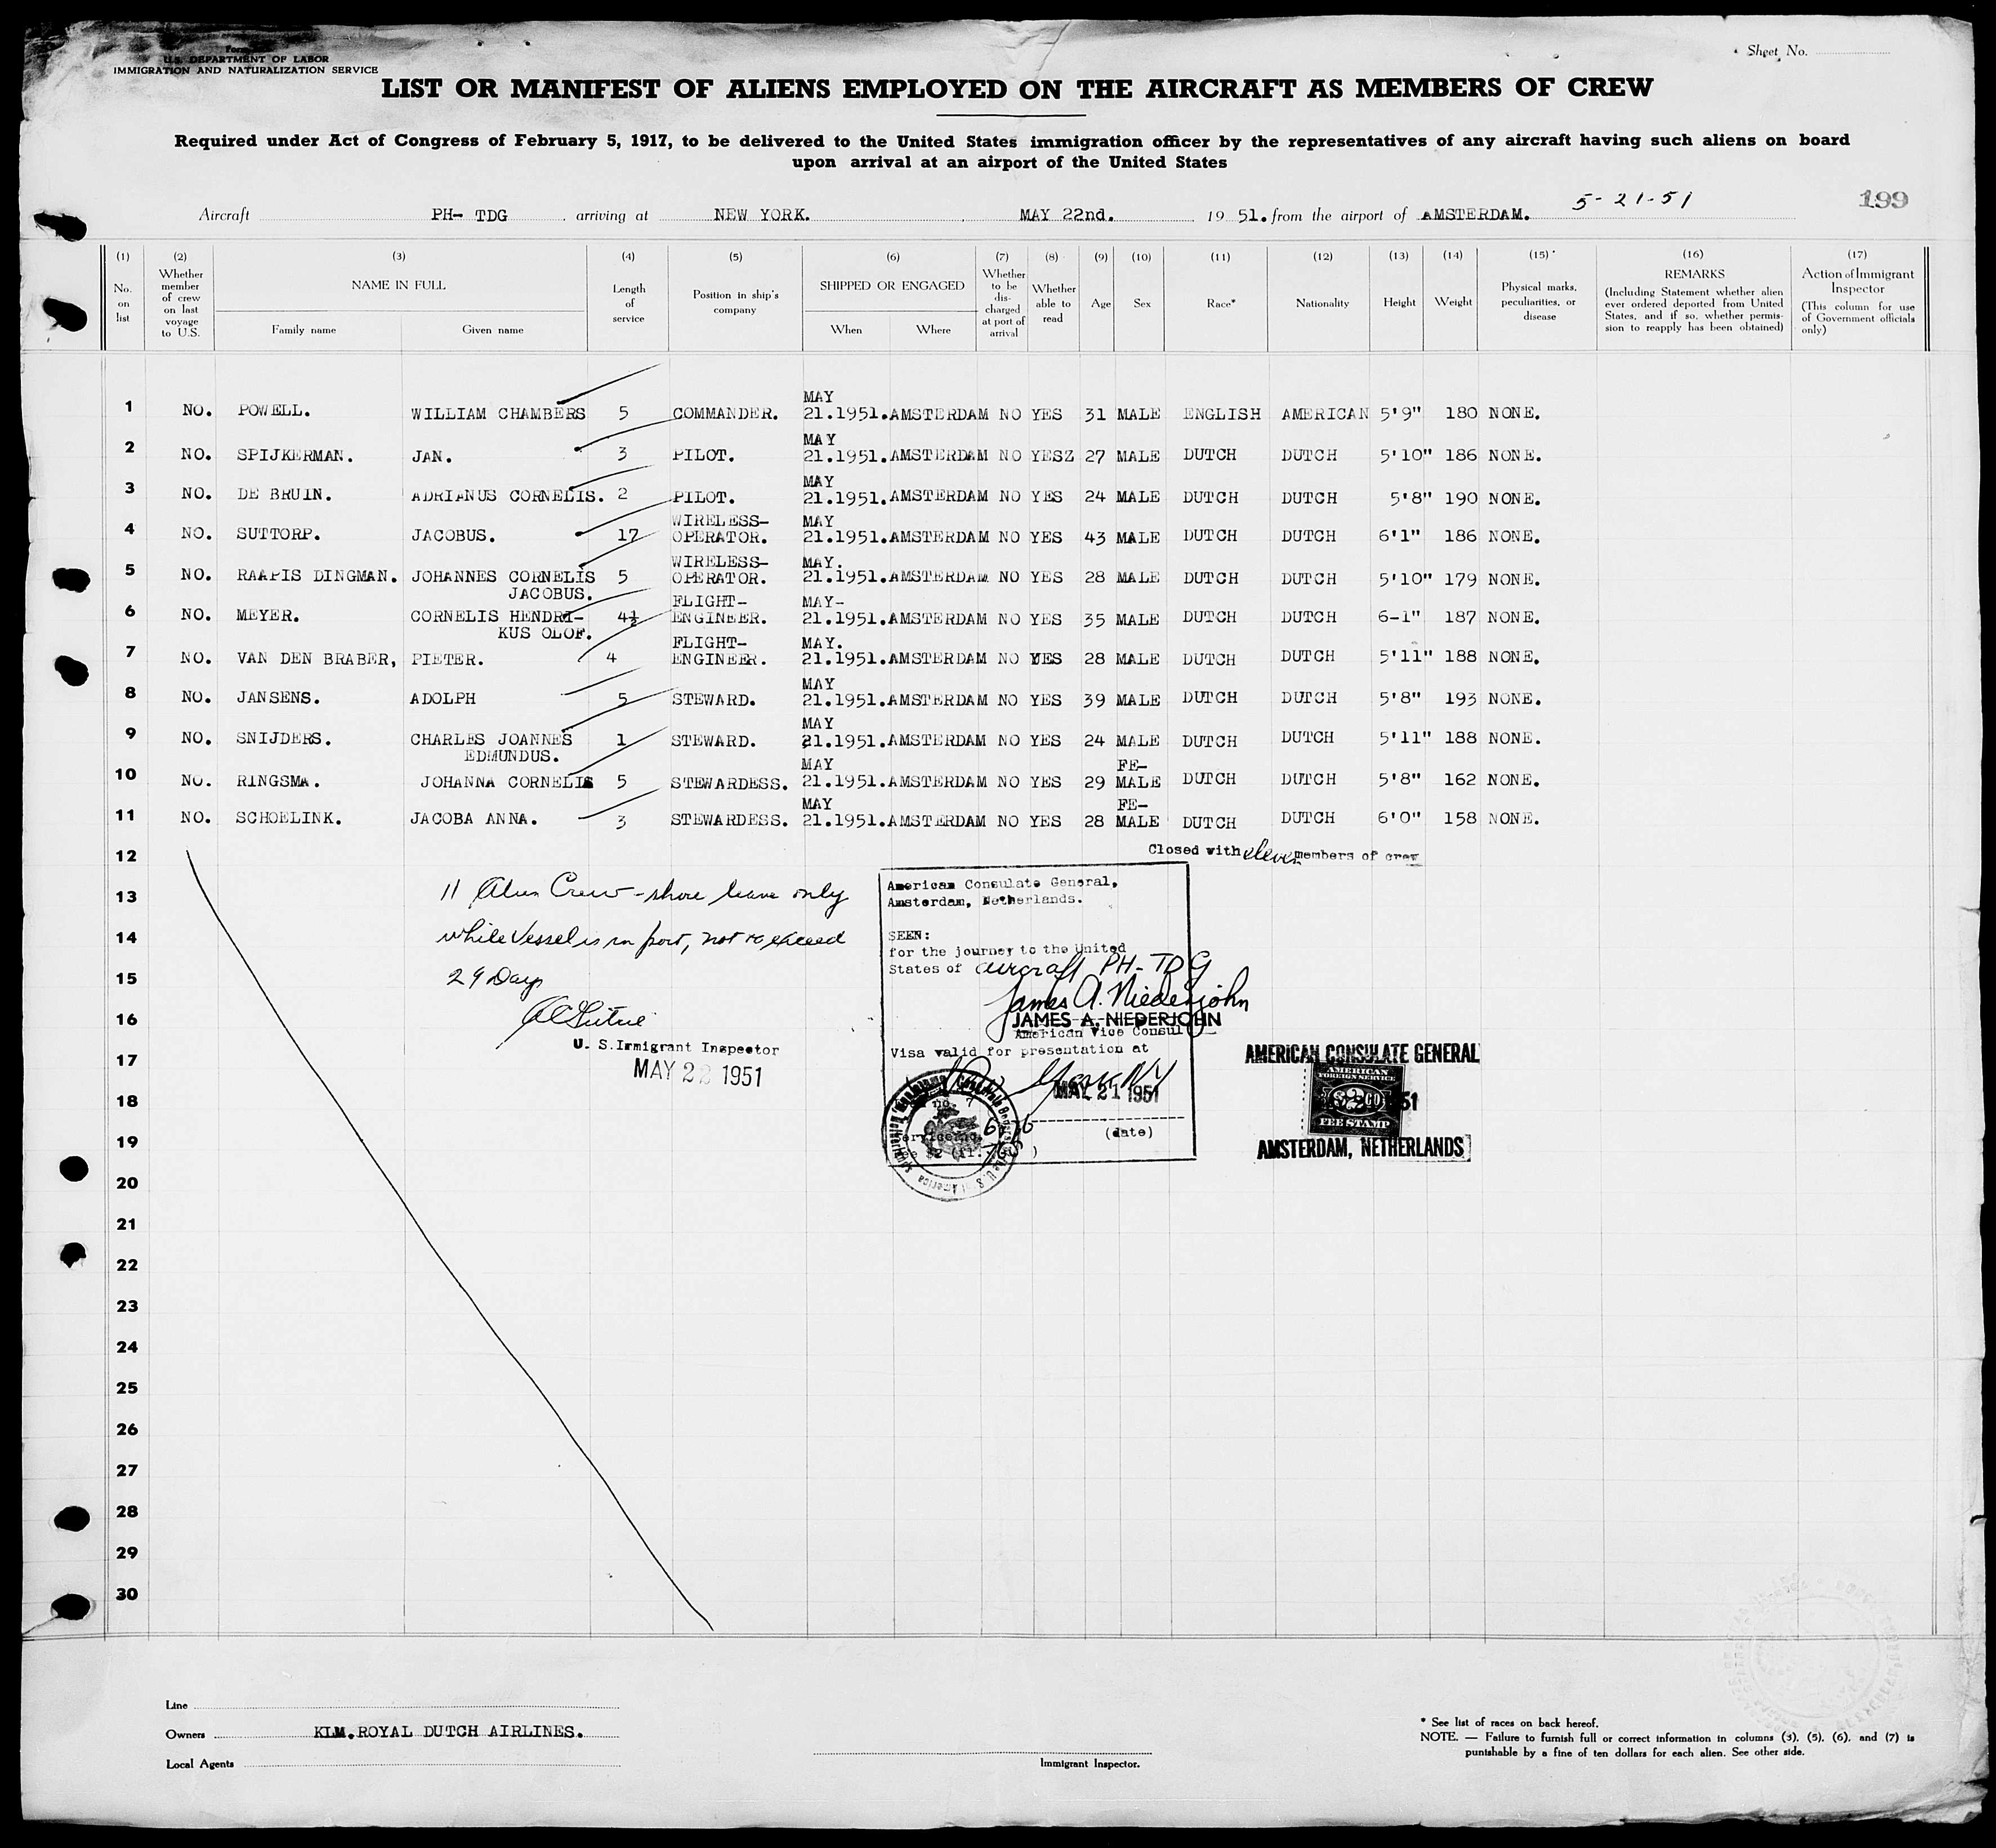 Form
U.S. DEPARTMENT OF LABOR
IMMIGRATION AND NATURALIZATION SERVICE
Sheet No.
LIST OR MANIFEST OF ALIENS EMPLOYED ON THE AIRCRAFT AS MEMBERS OF CREW
Required under Act of Congress of February 5, 1917, to be delivered to the United States immigration officer by the representatives of any aircraft having such aliens on board
upon arrival at an airport of the United States
5-21-51
199
Aircraft PH- TDG arriving at NEW YORK. MAY 22nd. 19 51. from the airport of AMSTERDAM.
(1) No. on list
(2) Whether member of crew on last voyage to U.S.
(3) NAME IN FULL Family name Given name
(4) Length of service
(5) Position in ship's company
(6) SHIPPED OR ENGAGED When Where
(7) Whether to be dis- charged at port of arrival
(8) Whether able to read
(9) Age
(10) Sex
(11) Race*
(12) Nationality
(13) Height
(14) Weight
(15) Physical marks, peculiarities, or disease
(16) REMARKS (Including Statement whether alien ever ordered deported from United States, and if so, whether permis- sion to reapply has been obtained)
(17) Action of Immigrant Inspector (This column for use of Government officials only)
1 NO. POWELL. WILLIAM CHAMBERS 5 COMMANDER. MAY 21.1951. AMSTERDAM NO YES 31 MALE ENGLISH AMERICAN 5'9" 180 NONE.
2 NO. SPIJKERMAN. JAN. 3 PILOT. MAY 21.1951. AMSTERDAM NO YESZ 27 MALE DUTCH DUTCH 5'10" 186 NONE.
3 NO. DE BRUIN. ADRIANUS CORNELIS. 2 PILOT. MAY 21.1951. AMSTERDAM NO YES 24 MALE DUTCH DUTCH 5'8" 190 NONE.
4 NO. SUTTORP. JACOBUS. 17 WIRELESS- OPERATOR. MAY 21.1951. AMSTERDAM NO YES 43 MALE DUTCH DUTCH 6'1" 186 NONE.
5 NO. RAAPIS DINGMAN. JOHANNES CORNELIS JACOBUS. 5 WIRELESS- OPERATOR. MAY. 21.1951. AMSTERDAM NO YES 28 MALE DUTCH DUTCH 5'10" 179 NONE.
6 NO. MEYER. CORNELIS HENDRI- KUS OLOF. 4½ FLIGHT- ENGINEER. MAY- 21.1951. AMSTERDAM NO YES 35 MALE DUTCH DUTCH 6-1" 187 NONE.
7 NO. VAN DEN BRABER, PIETER. 4 FLIGHT- ENGINEER. MAY. 21.1951. AMSTERDAM NO YES 28 MALE DUTCH DUTCH 5'11" 188 NONE.
8 NO. JANSENS. ADOLPH 5 STEWARD. MAY 21.1951. AMSTERDAM NO YES 39 MALE DUTCH DUTCH 5'8" 193 NONE.
9 NO. SNIJDERS. CHARLES JOANNES EDMUNDUS. 1 STEWARD. MAY 21.1951. AMSTERDAM NO YES 24 MALE DUTCH DUTCH 5'11" 188 NONE.
10 NO. RINGSMA. JOHANNA CORNELIS 5 STEWARDESS. MAY 21.1951. AMSTERDAM NO YES 29 FE- MALE DUTCH DUTCH 5'8" 162 NONE.
11 NO. SCHOELINK. JACOBA ANNA. 3 STEWARDESS. MAY 21.1951. AMSTERDAM NO YES 28 FE- MALE DUTCH DUTCH 6'0" 158 NONE.
12
Closed with eleven members of crew
13
14
15
16
17
18
19
20
21
22
23
24
25
26
27
28
29
30
11 Alien Crew - shore leave only
while Vessel is in port, not to exceed
29 Days
U. S. Immigrant Inspector
MAY 22 1951
American Consulate General,
Amsterdam, Netherlands.
SEEN:
for the journey to the United
States of aircraft PH-TDG
James A. Niederjohn
JAMES A. NIEDERJOHN
American Vice Consul
Visa valid for presentation at
New York NY
MAY 21 1951
(date)
AMERICAN CONSULATE GENERAL
AMERICAN
FOREIGN SERVICE
FEE STAMP
AMSTERDAM, NETHERLANDS
Line
Owners KLM. ROYAL DUTCH AIRLINES.
Local Agents
Immigrant Inspector.
* See list of races on back hereof.
NOTE. — Failure to furnish full or correct information in columns (3), (5), (6), and (7) is
punishable by a fine of ten dollars for each alien. See other side.